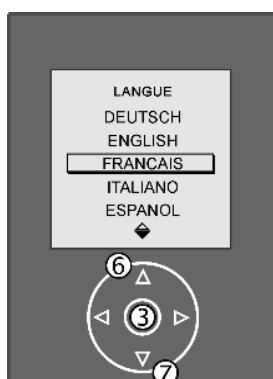 LANGUE
DEUTSCH
ENGLISH
FRANCAIS
ITALIANO
ESPANOL
6
3
7